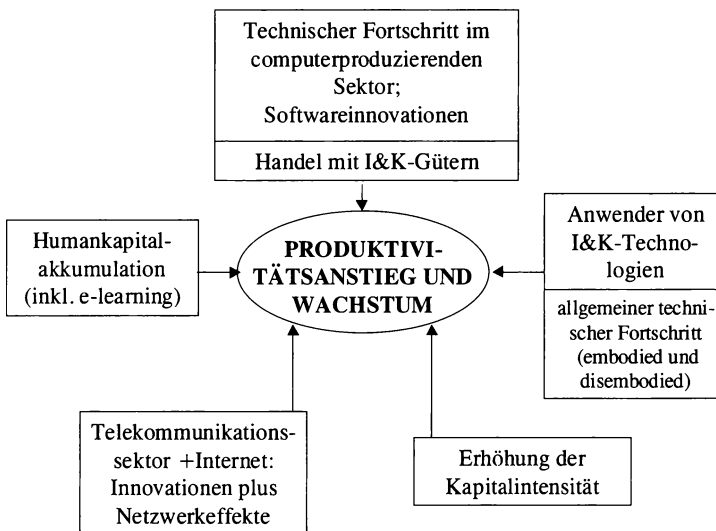 Technischer Fortschritt im
computerproduzierenden
Sektor;
Softwareinnovationen
Handel mit I&K-Gütern
Humankapital-
akkumulation
(inkl. e-learning)
PRODUKTIVI-
TÄTSANSTIEG UND
WACHSTUM
Anwender von
I&K-Techno-
logien
allgemeiner techni-
scher Fortschritt
(embodied und
disembodied)
Telekommunikations-
sektor +Internet:
Innovationen plus
Netzwerkeffekte
Erhöhung der
Kapitalintensität